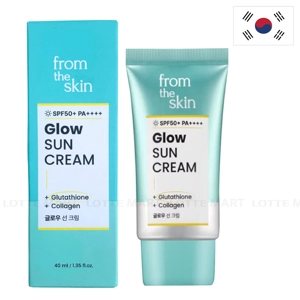 from
the
skin
SPF50+ PA++++
Glow
SUN
CREAM
+ Glutathione
+ Collagen
글로우 선 크림
40 ml / 1.35 fl.oz.
from
the
skin
SPF50+ PA++++
Glow
SUN
CREAM
+ Glutathione
+ Collagen
글로우 선 크림
LOTTE MART